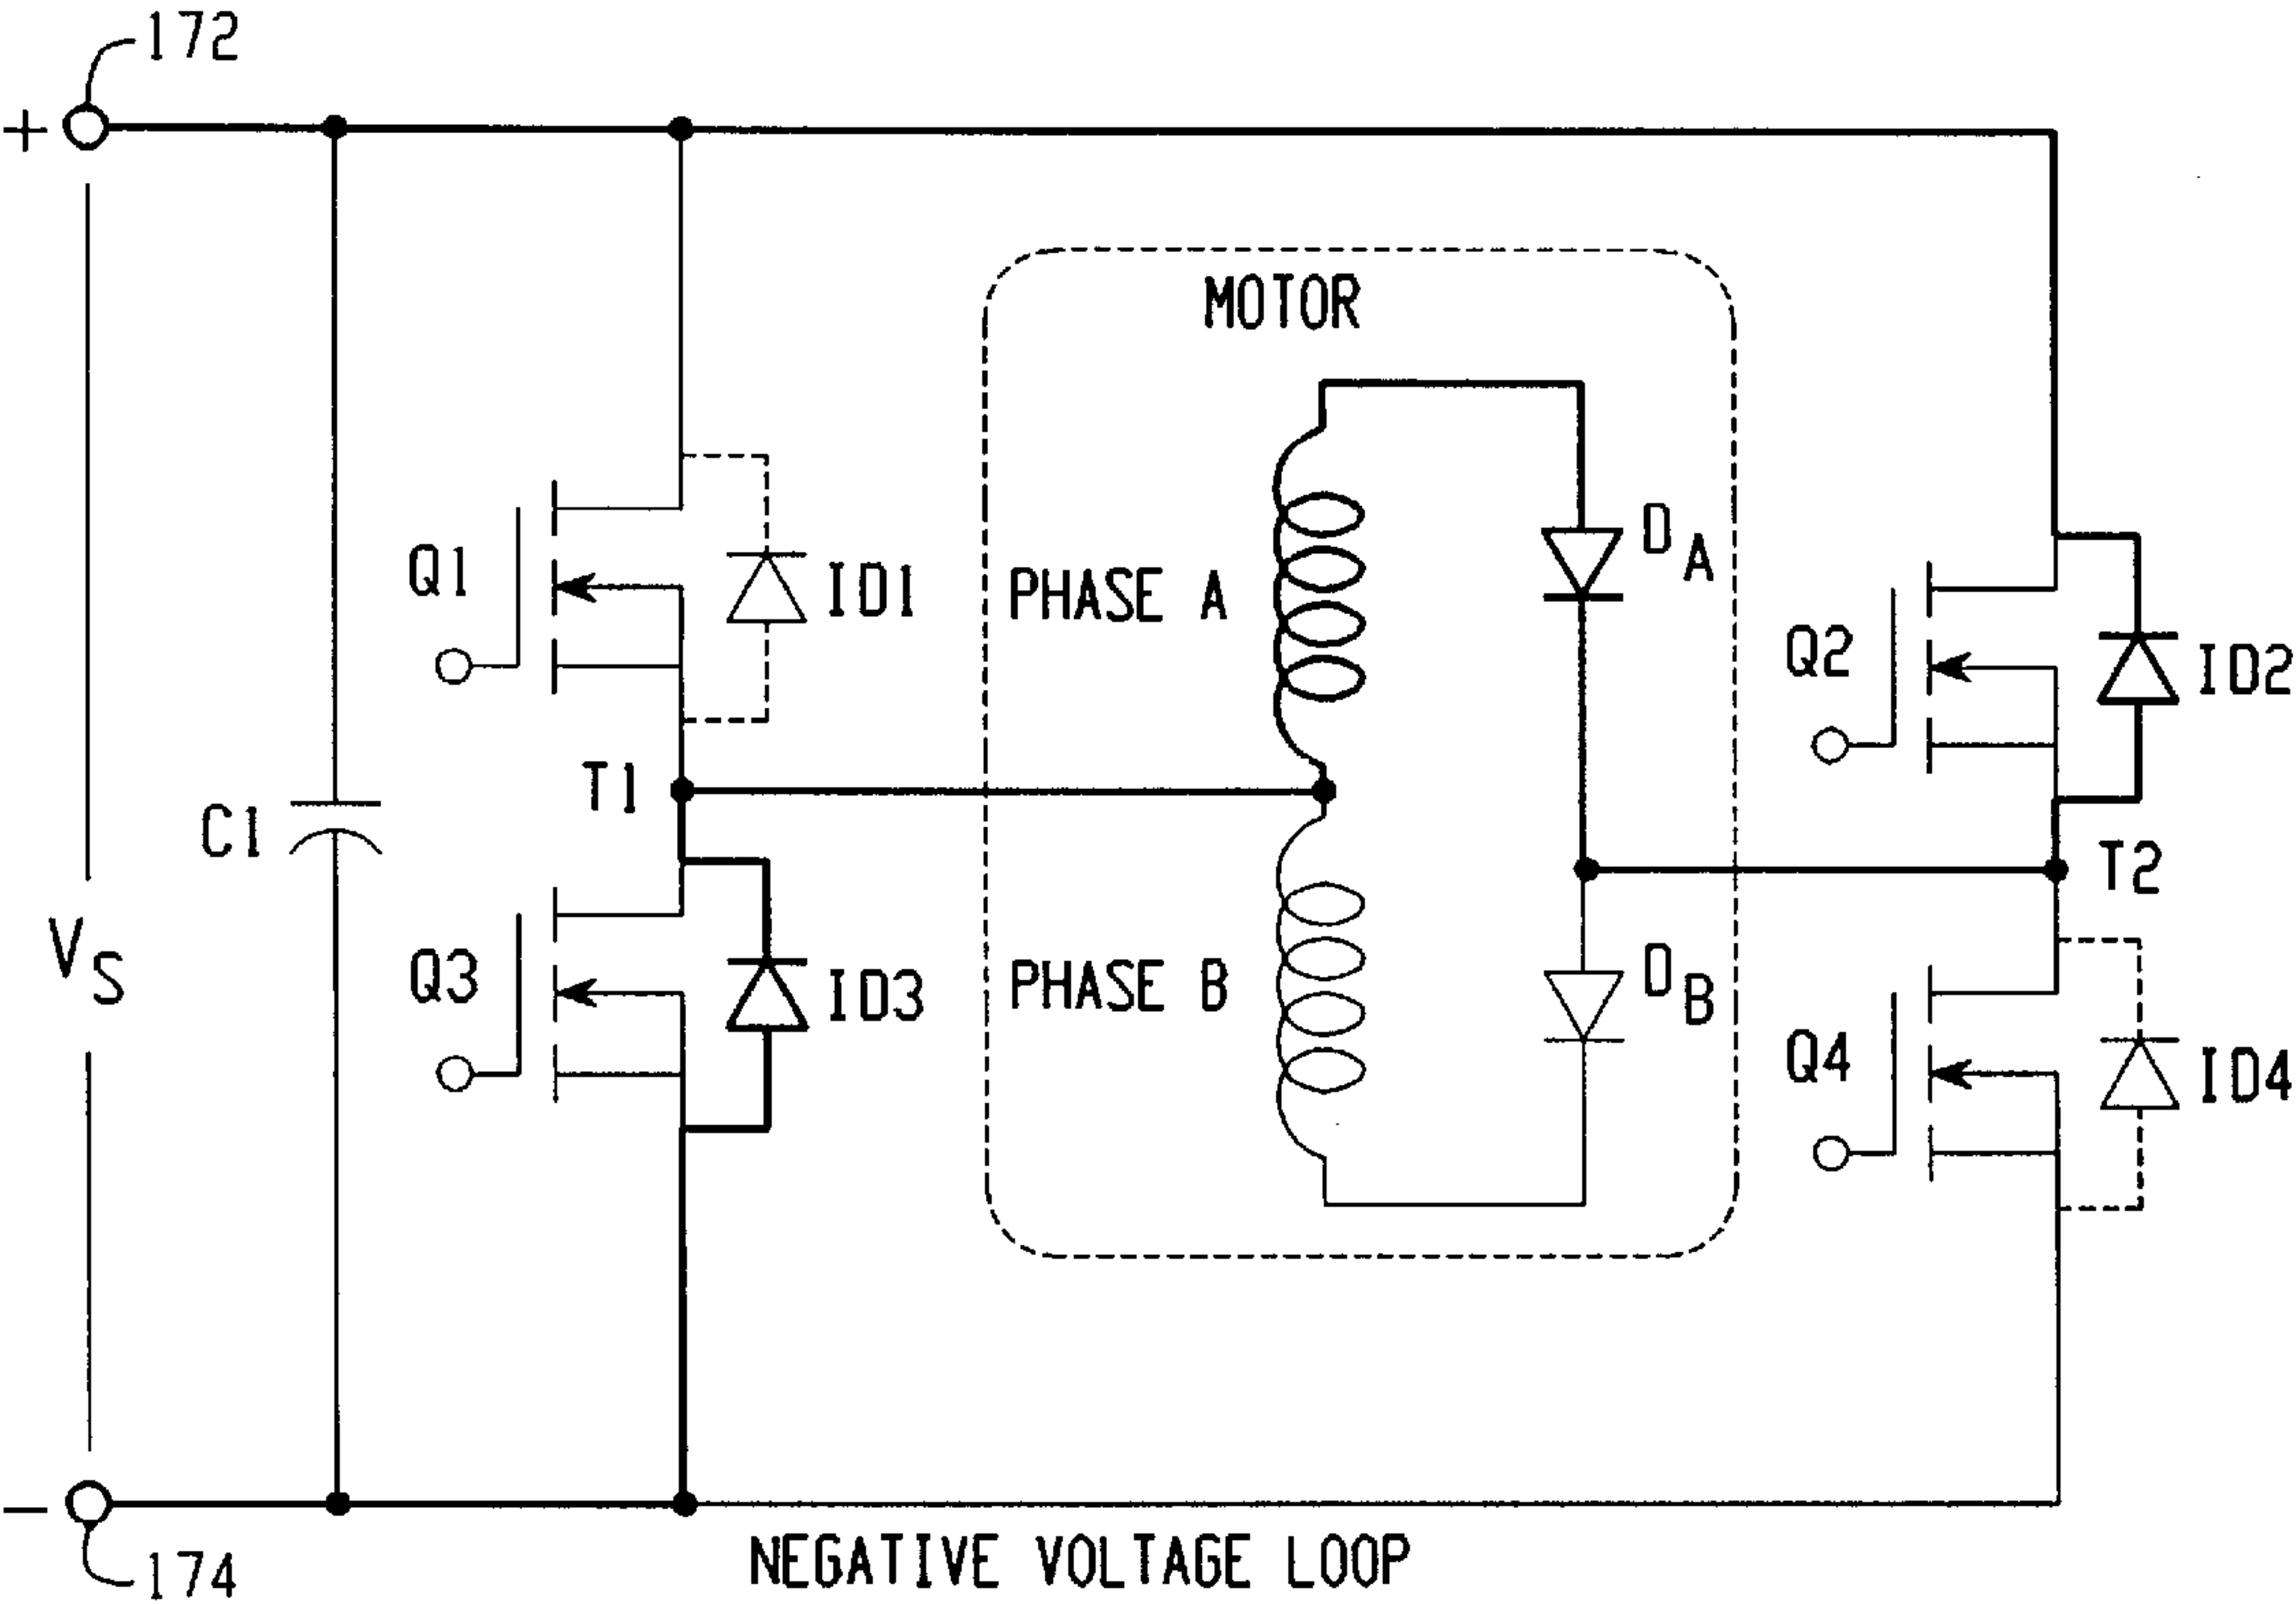 172
+
MOTOR
Q1
ID1
PHASE A
D A
Q2
ID2
T1
C1
T2
V S
Q3
ID3
PHASE B
D B
Q4
ID4
−
174
NEGATIVE VOLTAGE LOOP